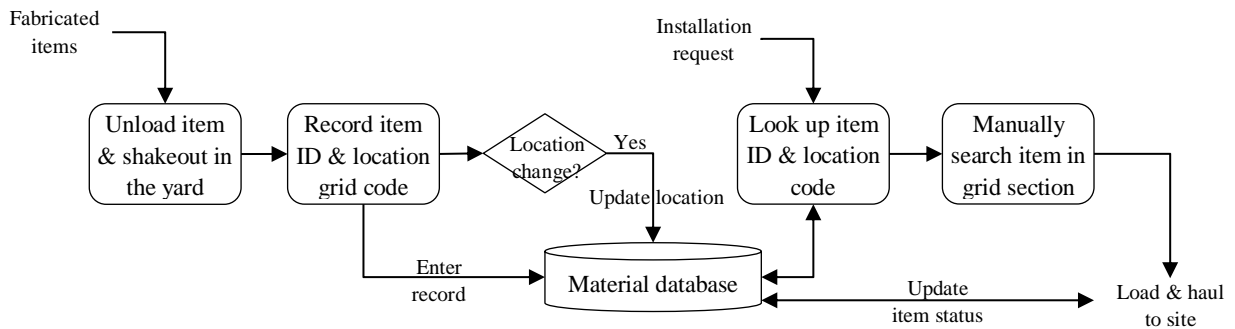 Fabricated
items
Unload item
& shakeout in
the yard
Record item
ID & location
grid code
Location
change?
Yes
Update location
Enter
record
Material database
Installation
request
Look up item
ID & location
code
Manually
search item in
grid section
Update
item status
Load & haul
to site